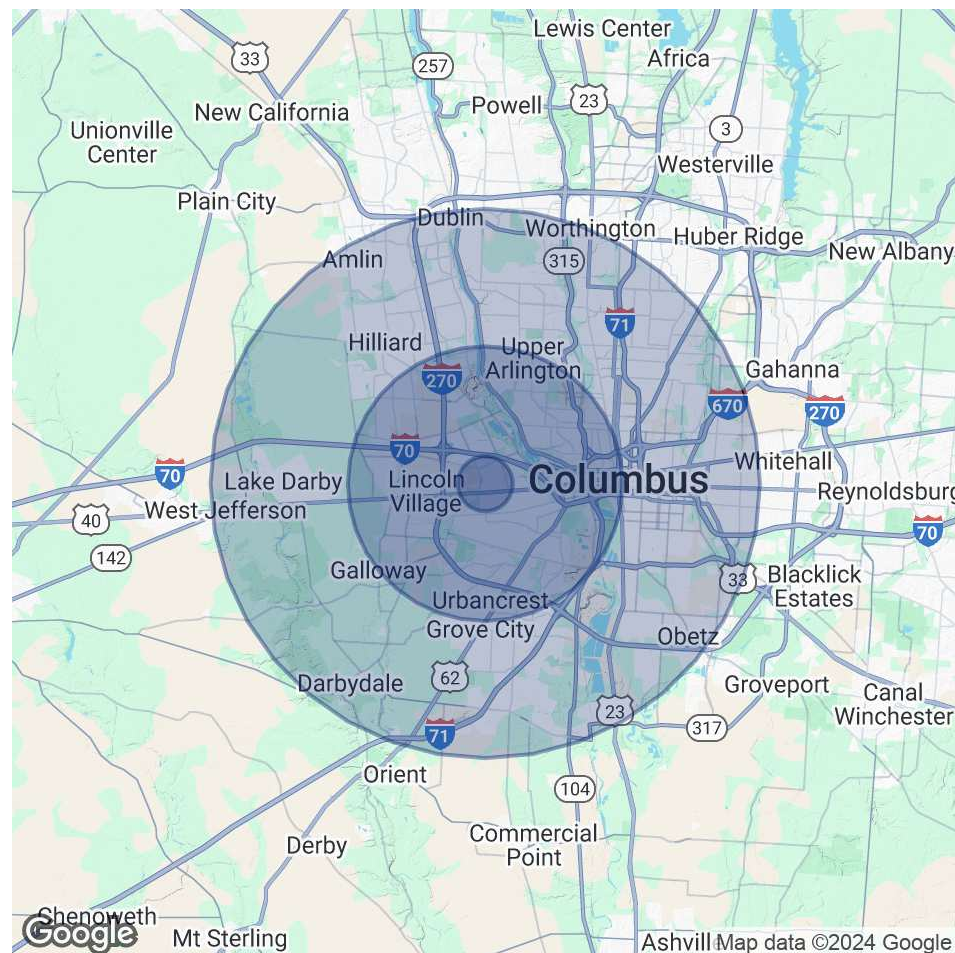 Lewis Center
33
257
Africa
Powell
23
New California
3
Unionville
Center
Westerville
Plain City
Dublin
Worthington
Huber Ridge
New Albany
315
Amlin
71
Hilliard
Upper
Arlington
270
Gahanna
670
270
70
Whitehall
70
Lake Darby
Lincoln
Village
Columbus
Reynoldsburg
West Jefferson
40
70
142
Galloway
33
Blacklick
Estates
Urbancrest
Grove City
Obetz
62
Darbydale
Groveport
Canal
Winchester
23
317
71
Orient
104
Commercial
Point
Derby
Shenoweth
Google
Mt Sterling
Ashvill
Map data ©2024 Google